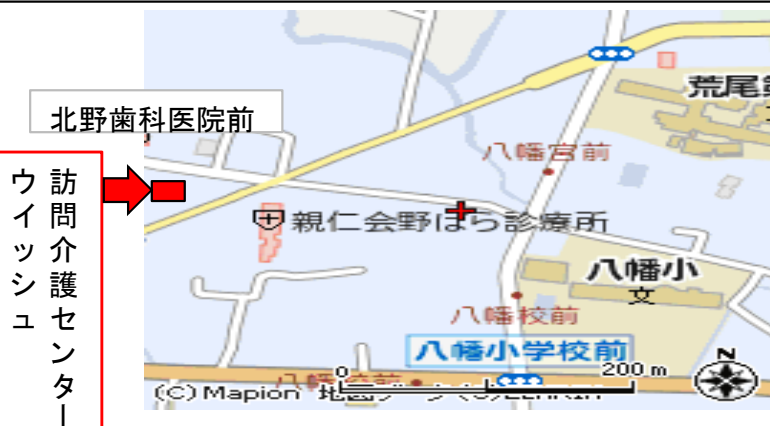 北野歯科医院前
訪問介護センター
ウイッシュ
荒尾
八幡宮前
親仁会野ばら診療所
八幡小
文
八幡校前
八幡小学校前
0
200m
N
(C) Mapion